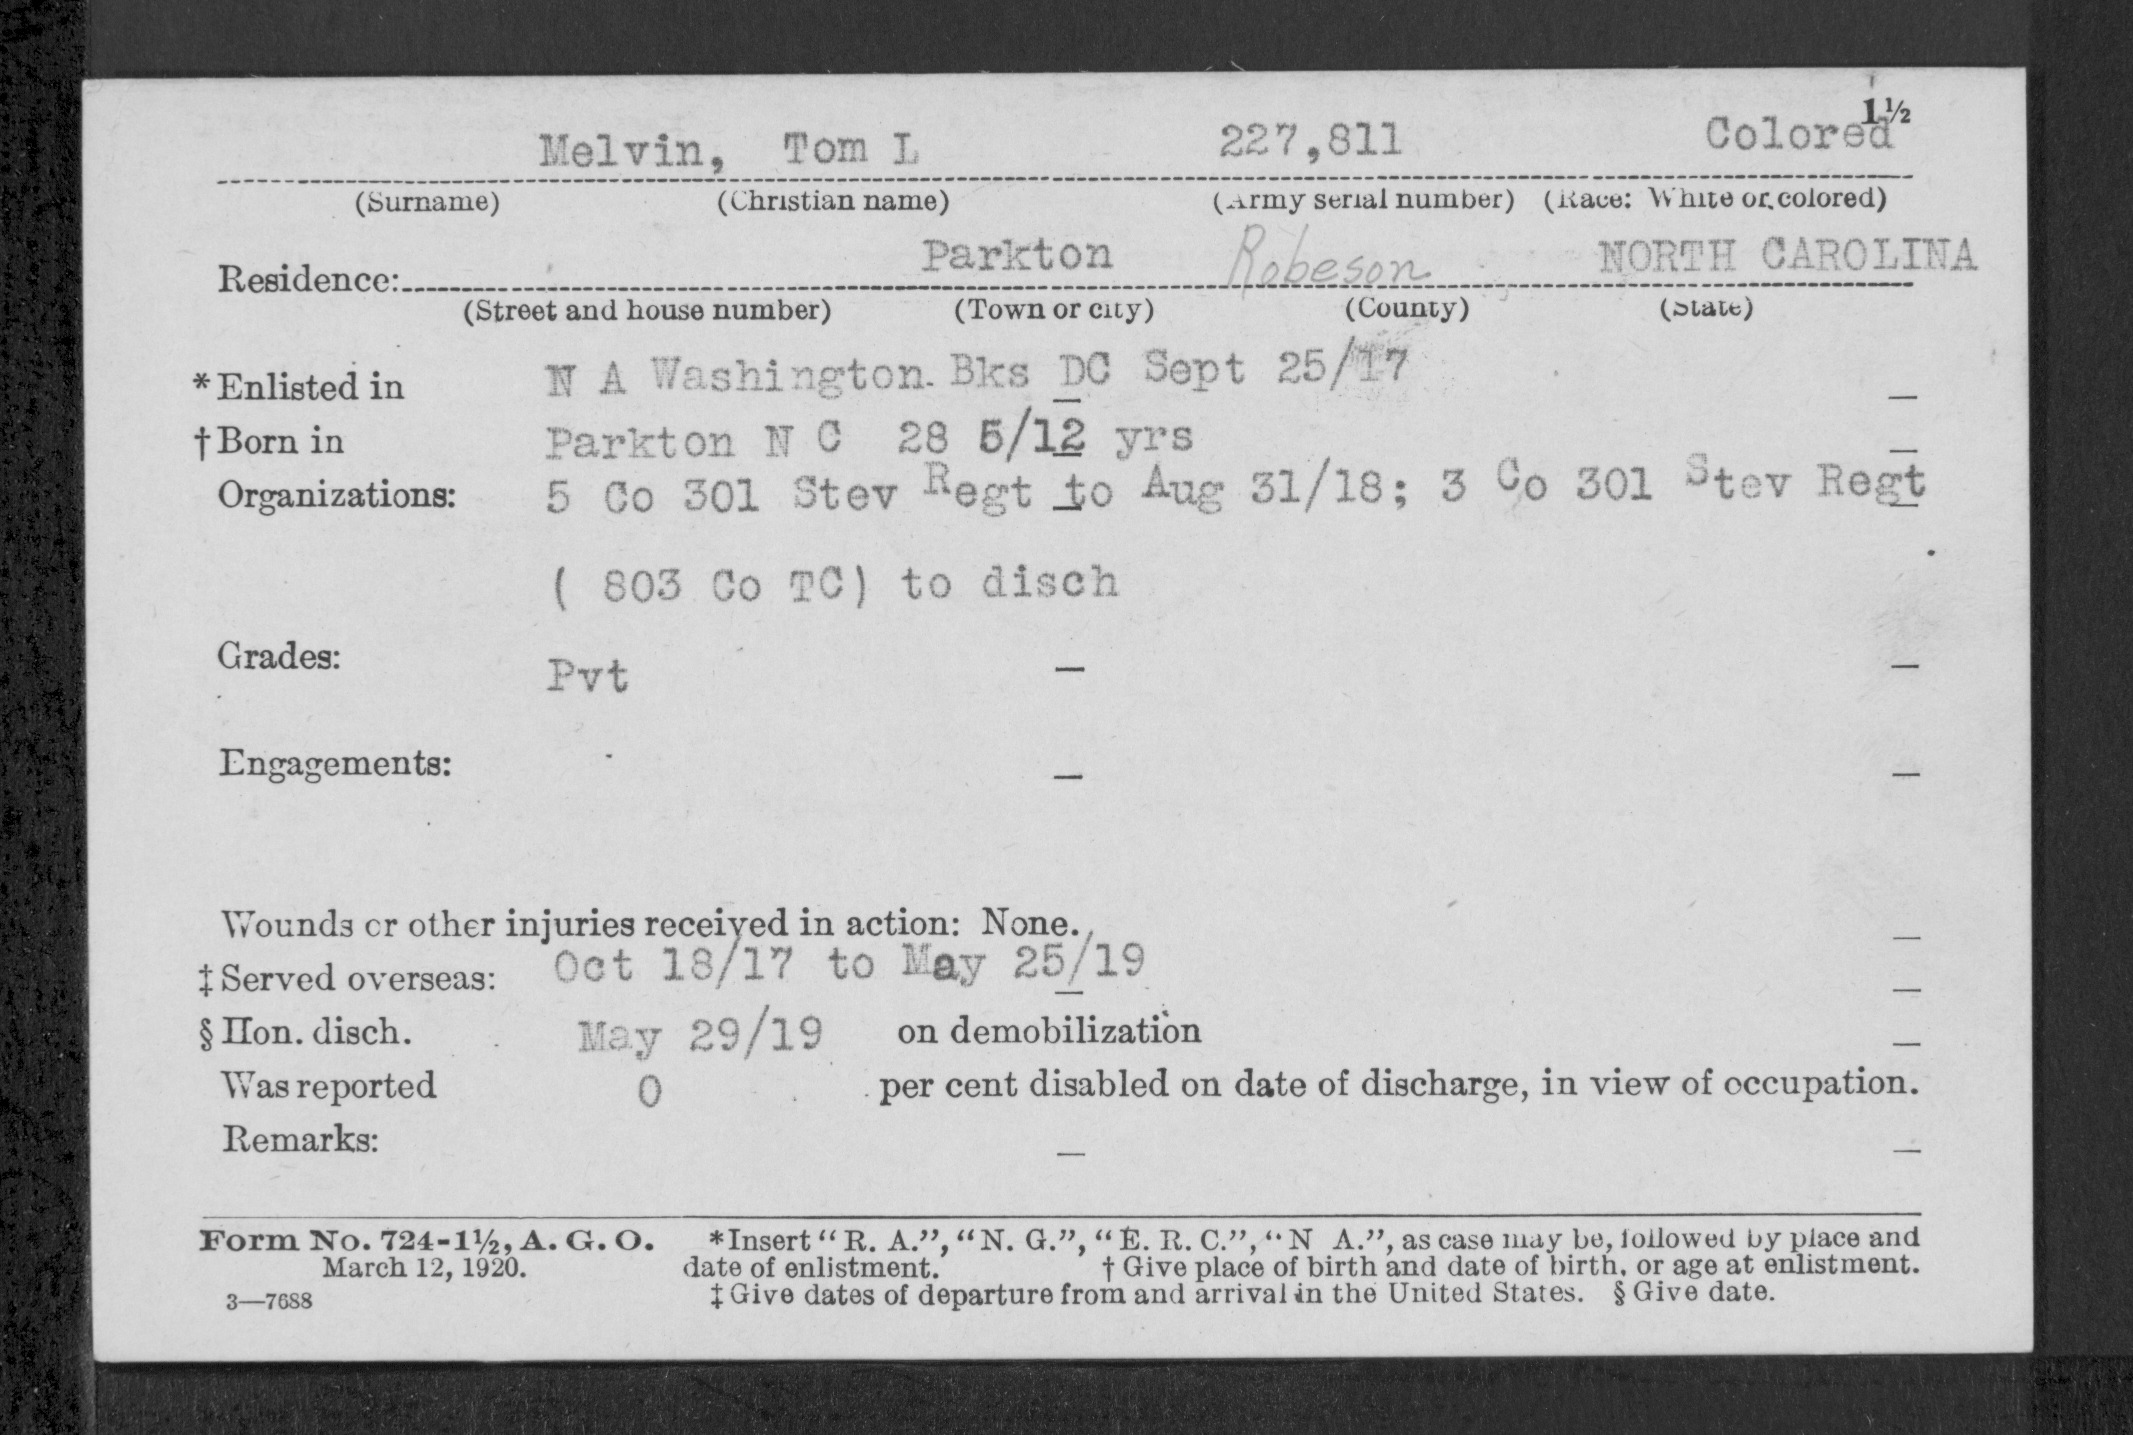 1½
Melvin, Tom L 227,811 Colored
(Surname) (Christian name) (Army serial number) (Race: White or colored)
Residence: Parkton Robeson NORTH CAROLINA
(Street and house number) (Town or city) (County) (State)
*Enlisted in N A Washington Bks DC Sept 25/17
†Born in Parkton N C 28 5/12 yrs
Organizations: 5 Co 301 Stev Regt to Aug 31/18; 3 Co 301 Stev Regt
( 803 Co TC) to disch
Grades: Pvt
Engagements:
Wounds or other injuries received in action: None.
‡Served overseas: Oct 18/17 to May 25/19
§Hon. disch. May 29/19 on demobilization
Was reported 0 per cent disabled on date of discharge, in view of occupation.
Remarks:
Form No. 724-1½, A. G. O. *Insert "R. A.", "N. G.", "E. R. C.", "N A.", as case may be, followed by place and
March 12, 1920. date of enlistment. †Give place of birth and date of birth, or age at enlistment.
3—7688 ‡Give dates of departure from and arrival in the United States. §Give date.